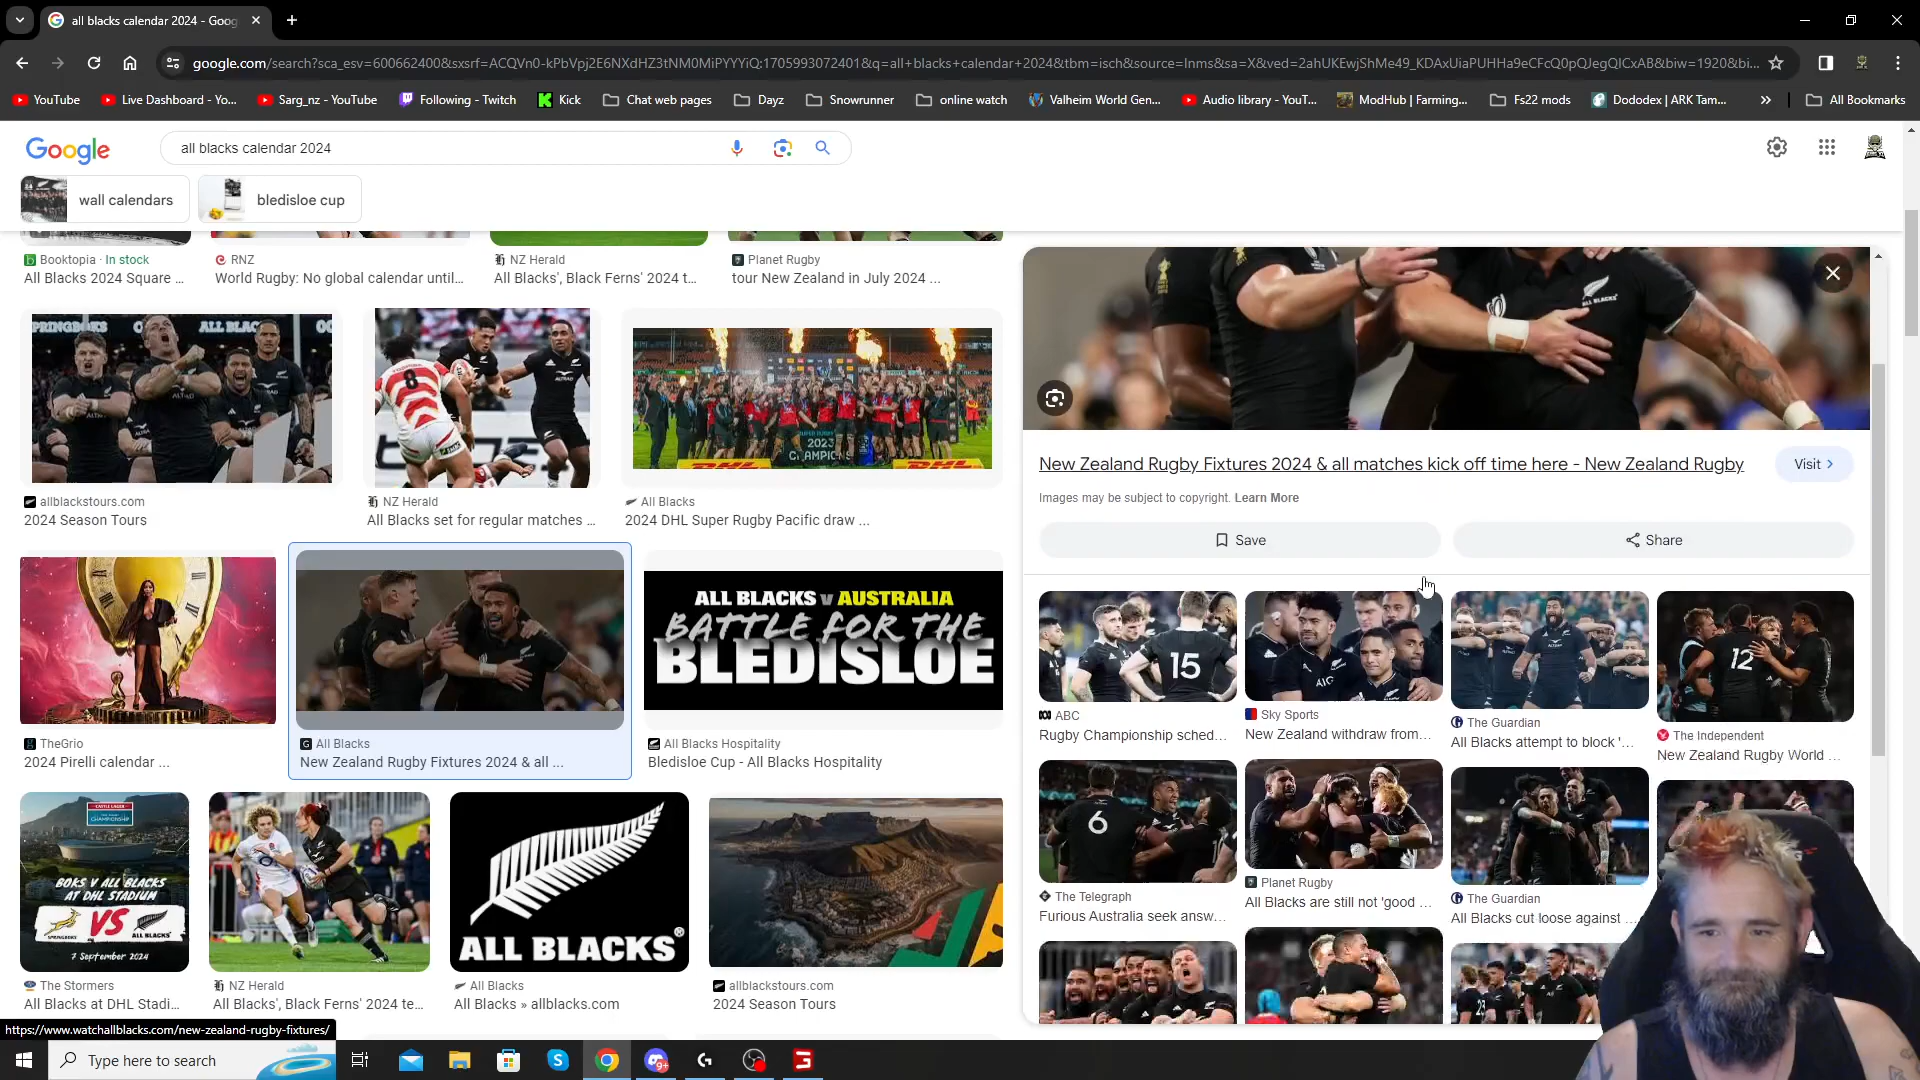 all blacks calendar 2024 - Goog
google.com/search?sca_esv=600662400&sxsrf=ACQVn0-kPbVpj2E6NXdHZ3tNM0MiPYYYiQ:1705993072401&q=all+blacks+calendar+2024&tbm=isch&source=lnms&sa=X&ved=2ahUKEwjShMe49_KDAxUiaPUHHa9eCFcQ0pQJegQICxAB&biw=1920&bi...
YouTube
Live Dashboard - Yo...
Sarg_nz - YouTube
Following - Twitch
Kick
Chat web pages
Dayz
Snowrunner
online watch
Valheim World Gen...
Audio library - YouT...
ModHub | Farming...
Fs22 mods
Dododex | ARK Tam...
»
All Bookmarks
Google
all blacks calendar 2024
wall calendars
bledisloe cup
Booktopia · In stock
All Blacks 2024 Square ...
RNZ
World Rugby: No global calendar until...
NZ Herald
All Blacks', Black Ferns' 2024 t...
Planet Rugby
tour New Zealand in July 2024 ...
allblackstours.com
2024 Season Tours
NZ Herald
All Blacks set for regular matches ...
2023
CHAMPIONS
All Blacks
2024 DHL Super Rugby Pacific draw ...
TheGrio
2024 Pirelli calendar ...
All Blacks
New Zealand Rugby Fixtures 2024 & all ...
ALL BLACKS v AUSTRALIA
BATTLE FOR THE
BLEDISLOE
All Blacks Hospitality
Bledisloe Cup - All Blacks Hospitality
BOKS V ALL BLACKS
AT DHL STADIUM
VS
7 September 2024
The Stormers
All Blacks at DHL Stadi...
NZ Herald
All Blacks', Black Ferns' 2024 te...
ALL BLACKS®
All Blacks
All Blacks » allblacks.com
allblackstours.com
2024 Season Tours
ALL BLACKS
New Zealand Rugby Fixtures 2024 & all matches kick off time here - New Zealand Rugby
Visit >
Images may be subject to copyright. Learn More
Save
Share
15
ABC
Rugby Championship sched...
AIG
Sky Sports
New Zealand withdraw from...
The Guardian
All Blacks attempt to block '...
12
The Independent
New Zealand Rugby World ...
6
The Telegraph
Furious Australia seek answ...
Planet Rugby
All Blacks are still not 'good ...
The Guardian
All Blacks cut loose against ...
https://www.watchallblacks.com/new-zealand-rugby-fixtures/
Type here to search